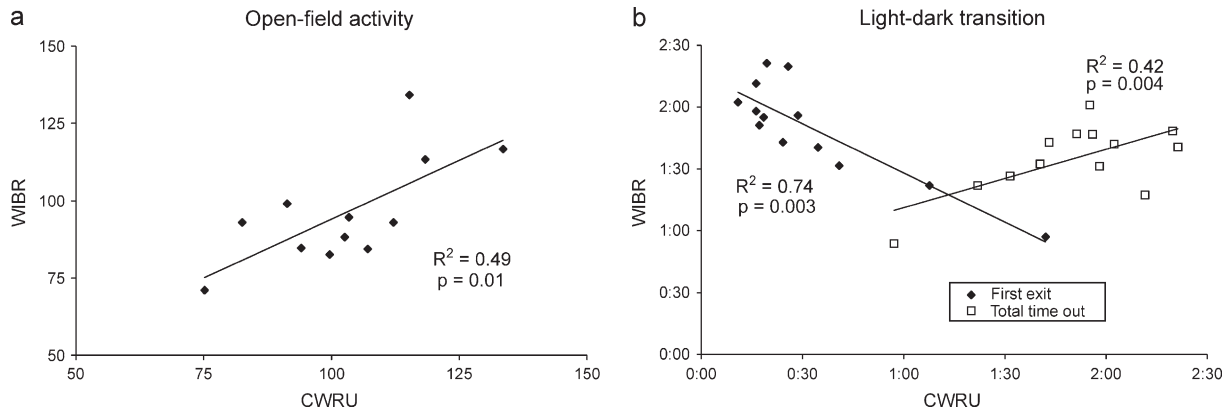 a
Open-field activity
150
125
100
75
50
WIBR
R² = 0.49
p = 0.01
50 75 100 125 150
CWRU
b
Light-dark transition
2:30
2:00
1:30
1:00
0:30
0:00
WIBR
R² = 0.42
p = 0.004
R² = 0.74
p = 0.003
First exit
Total time out
0:00 0:30 1:00 1:30 2:00 2:30
CWRU